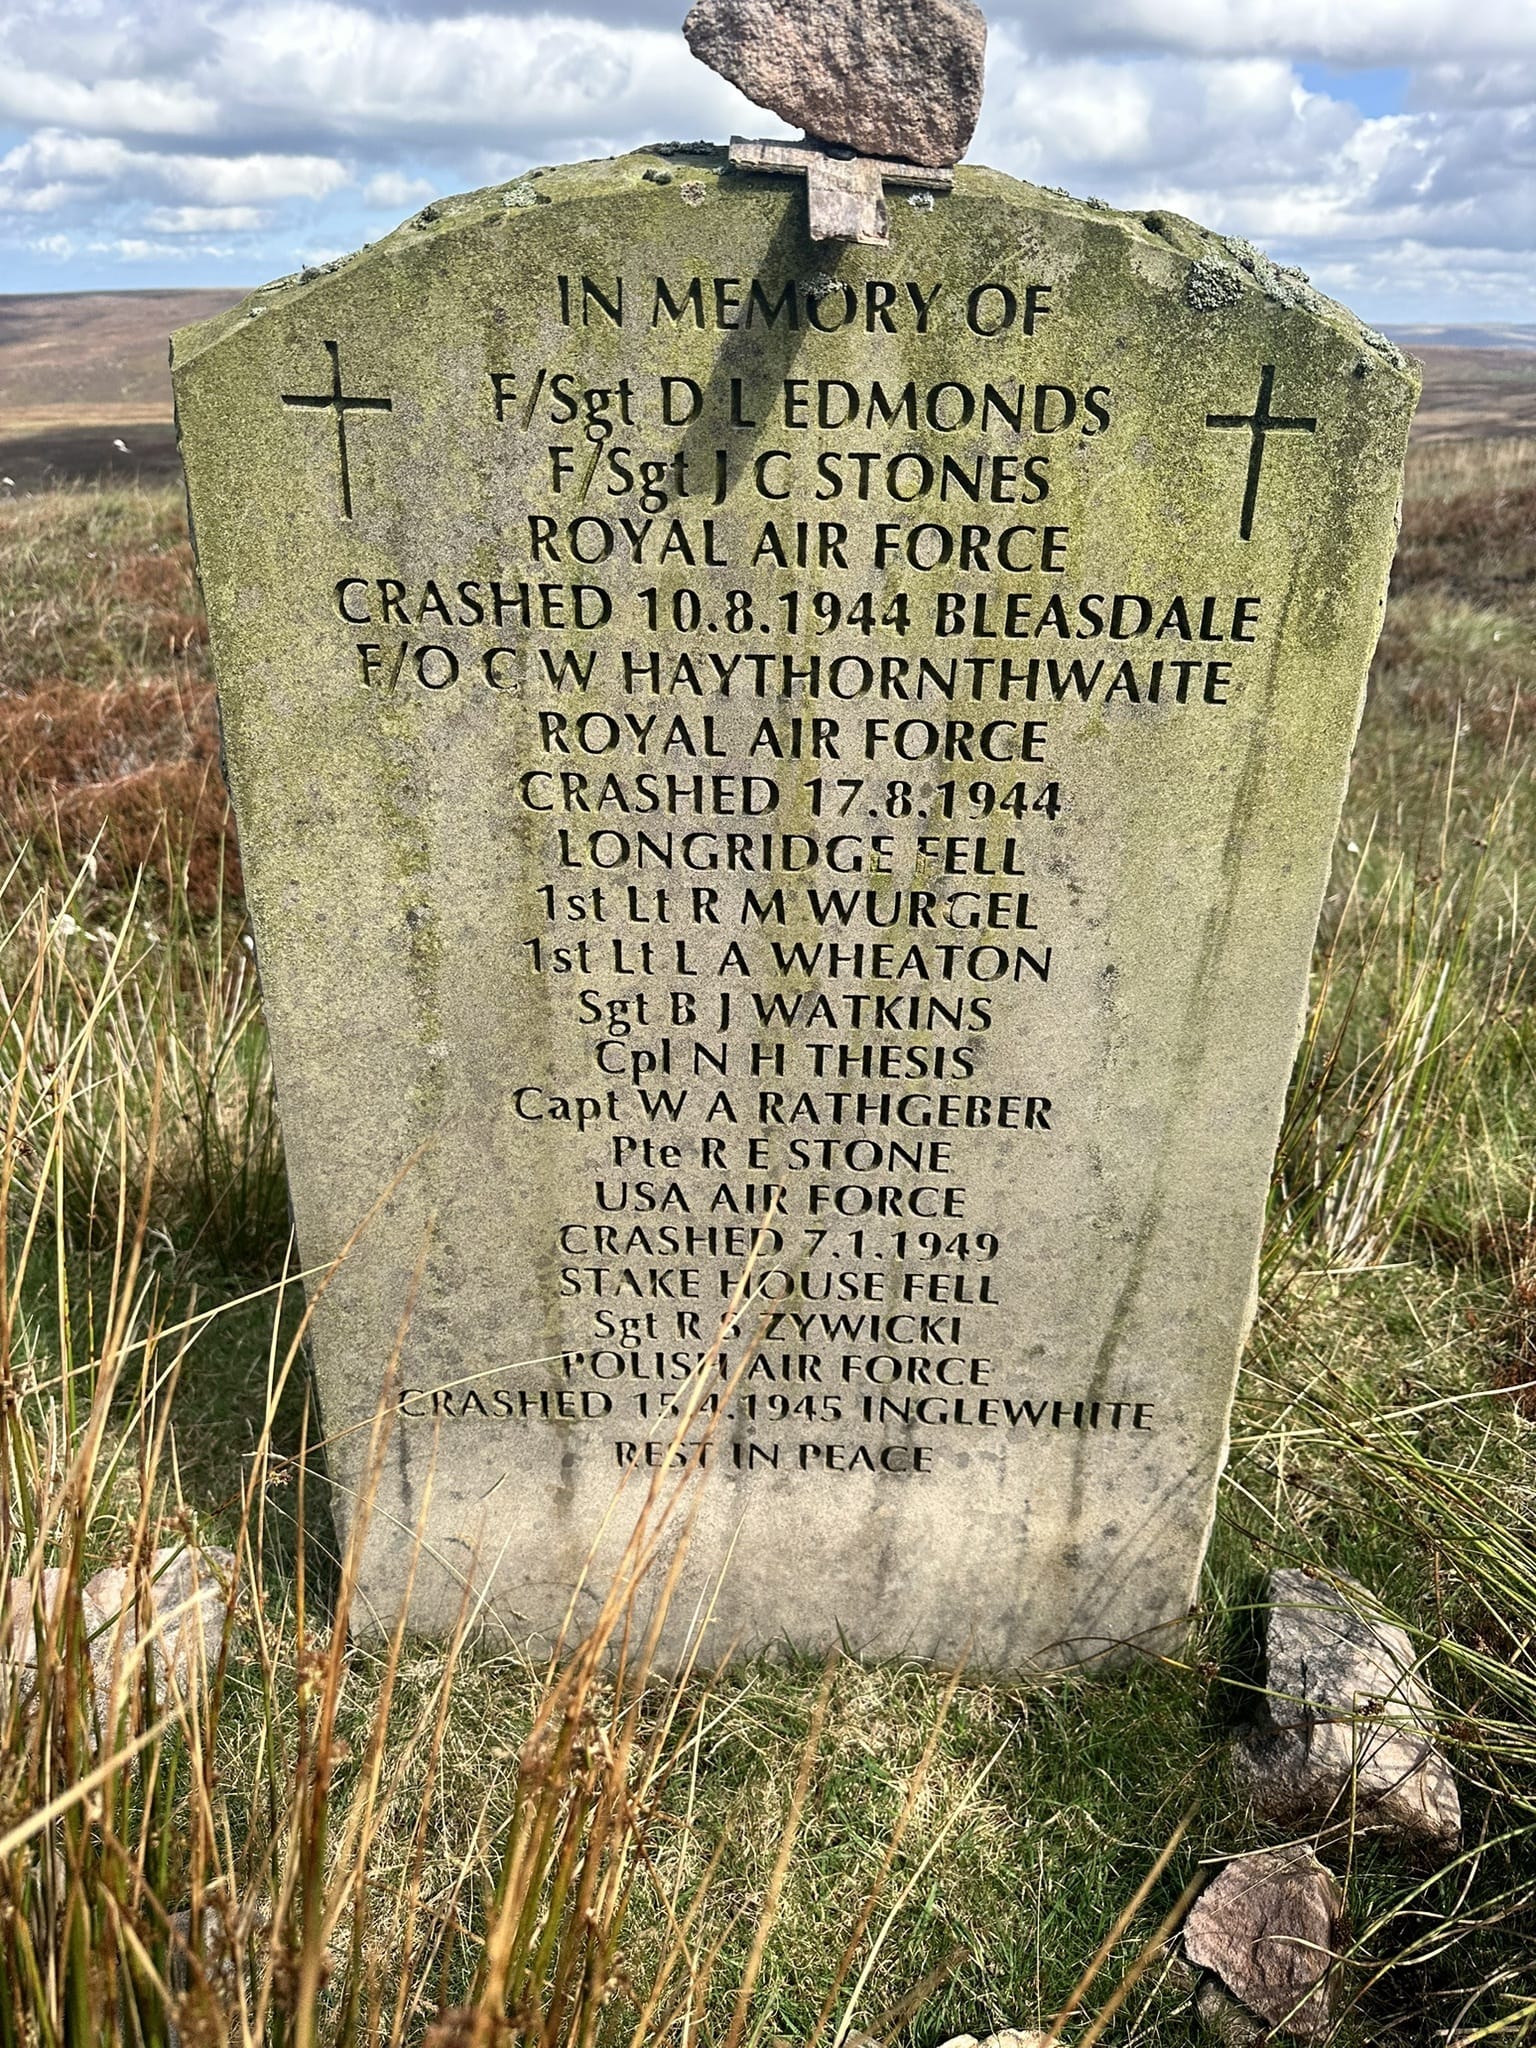 IN MEMORY OF
F/Sgt D L EDMONDS
F/Sgt J C STONES
ROYAL AIR FORCE
CRASHED 10.8.1944 BLEASDALE
F/O C W HAYTHORNTHWAITE
ROYAL AIR FORCE
CRASHED 17.8.1944
LONGRIDGE FELL
1st Lt R M WURGEL
1st Lt L A WHEATON
Sgt B J WATKINS
Cpl N H THESIS
Capt W A RATHGEBER
Pte R E STONE
USA AIR FORCE
CRASHED 7.1.1949
STAKE HOUSE FELL
Sgt R S ZYWICKI
POLISH AIR FORCE
CRASHED 15.4.1945 INGLEWHITE
REST IN PEACE